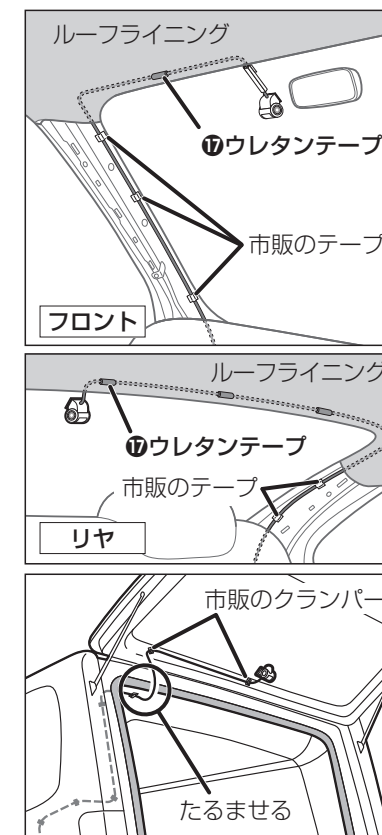 ルーフライニング
⓱ウレタンテープ
市販のテープ
フロント
ルーフライニング
⓱ウレタンテープ
市販のテープ
リヤ
市販のクランパー
たるませる